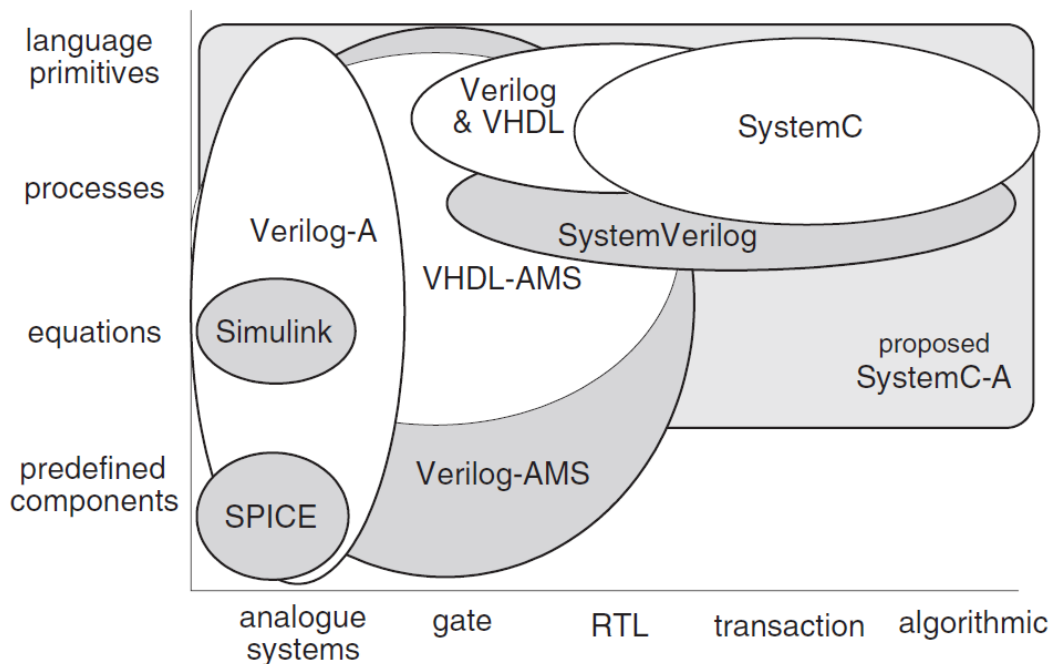 language
primitives
processes
equations
predefined
components
Verilog
& VHDL
SystemC
Verilog-A
SystemVerilog
VHDL-AMS
Simulink
proposed
SystemC-A
Verilog-AMS
SPICE
analogue
systems
gate
RTL
transaction
algorithmic